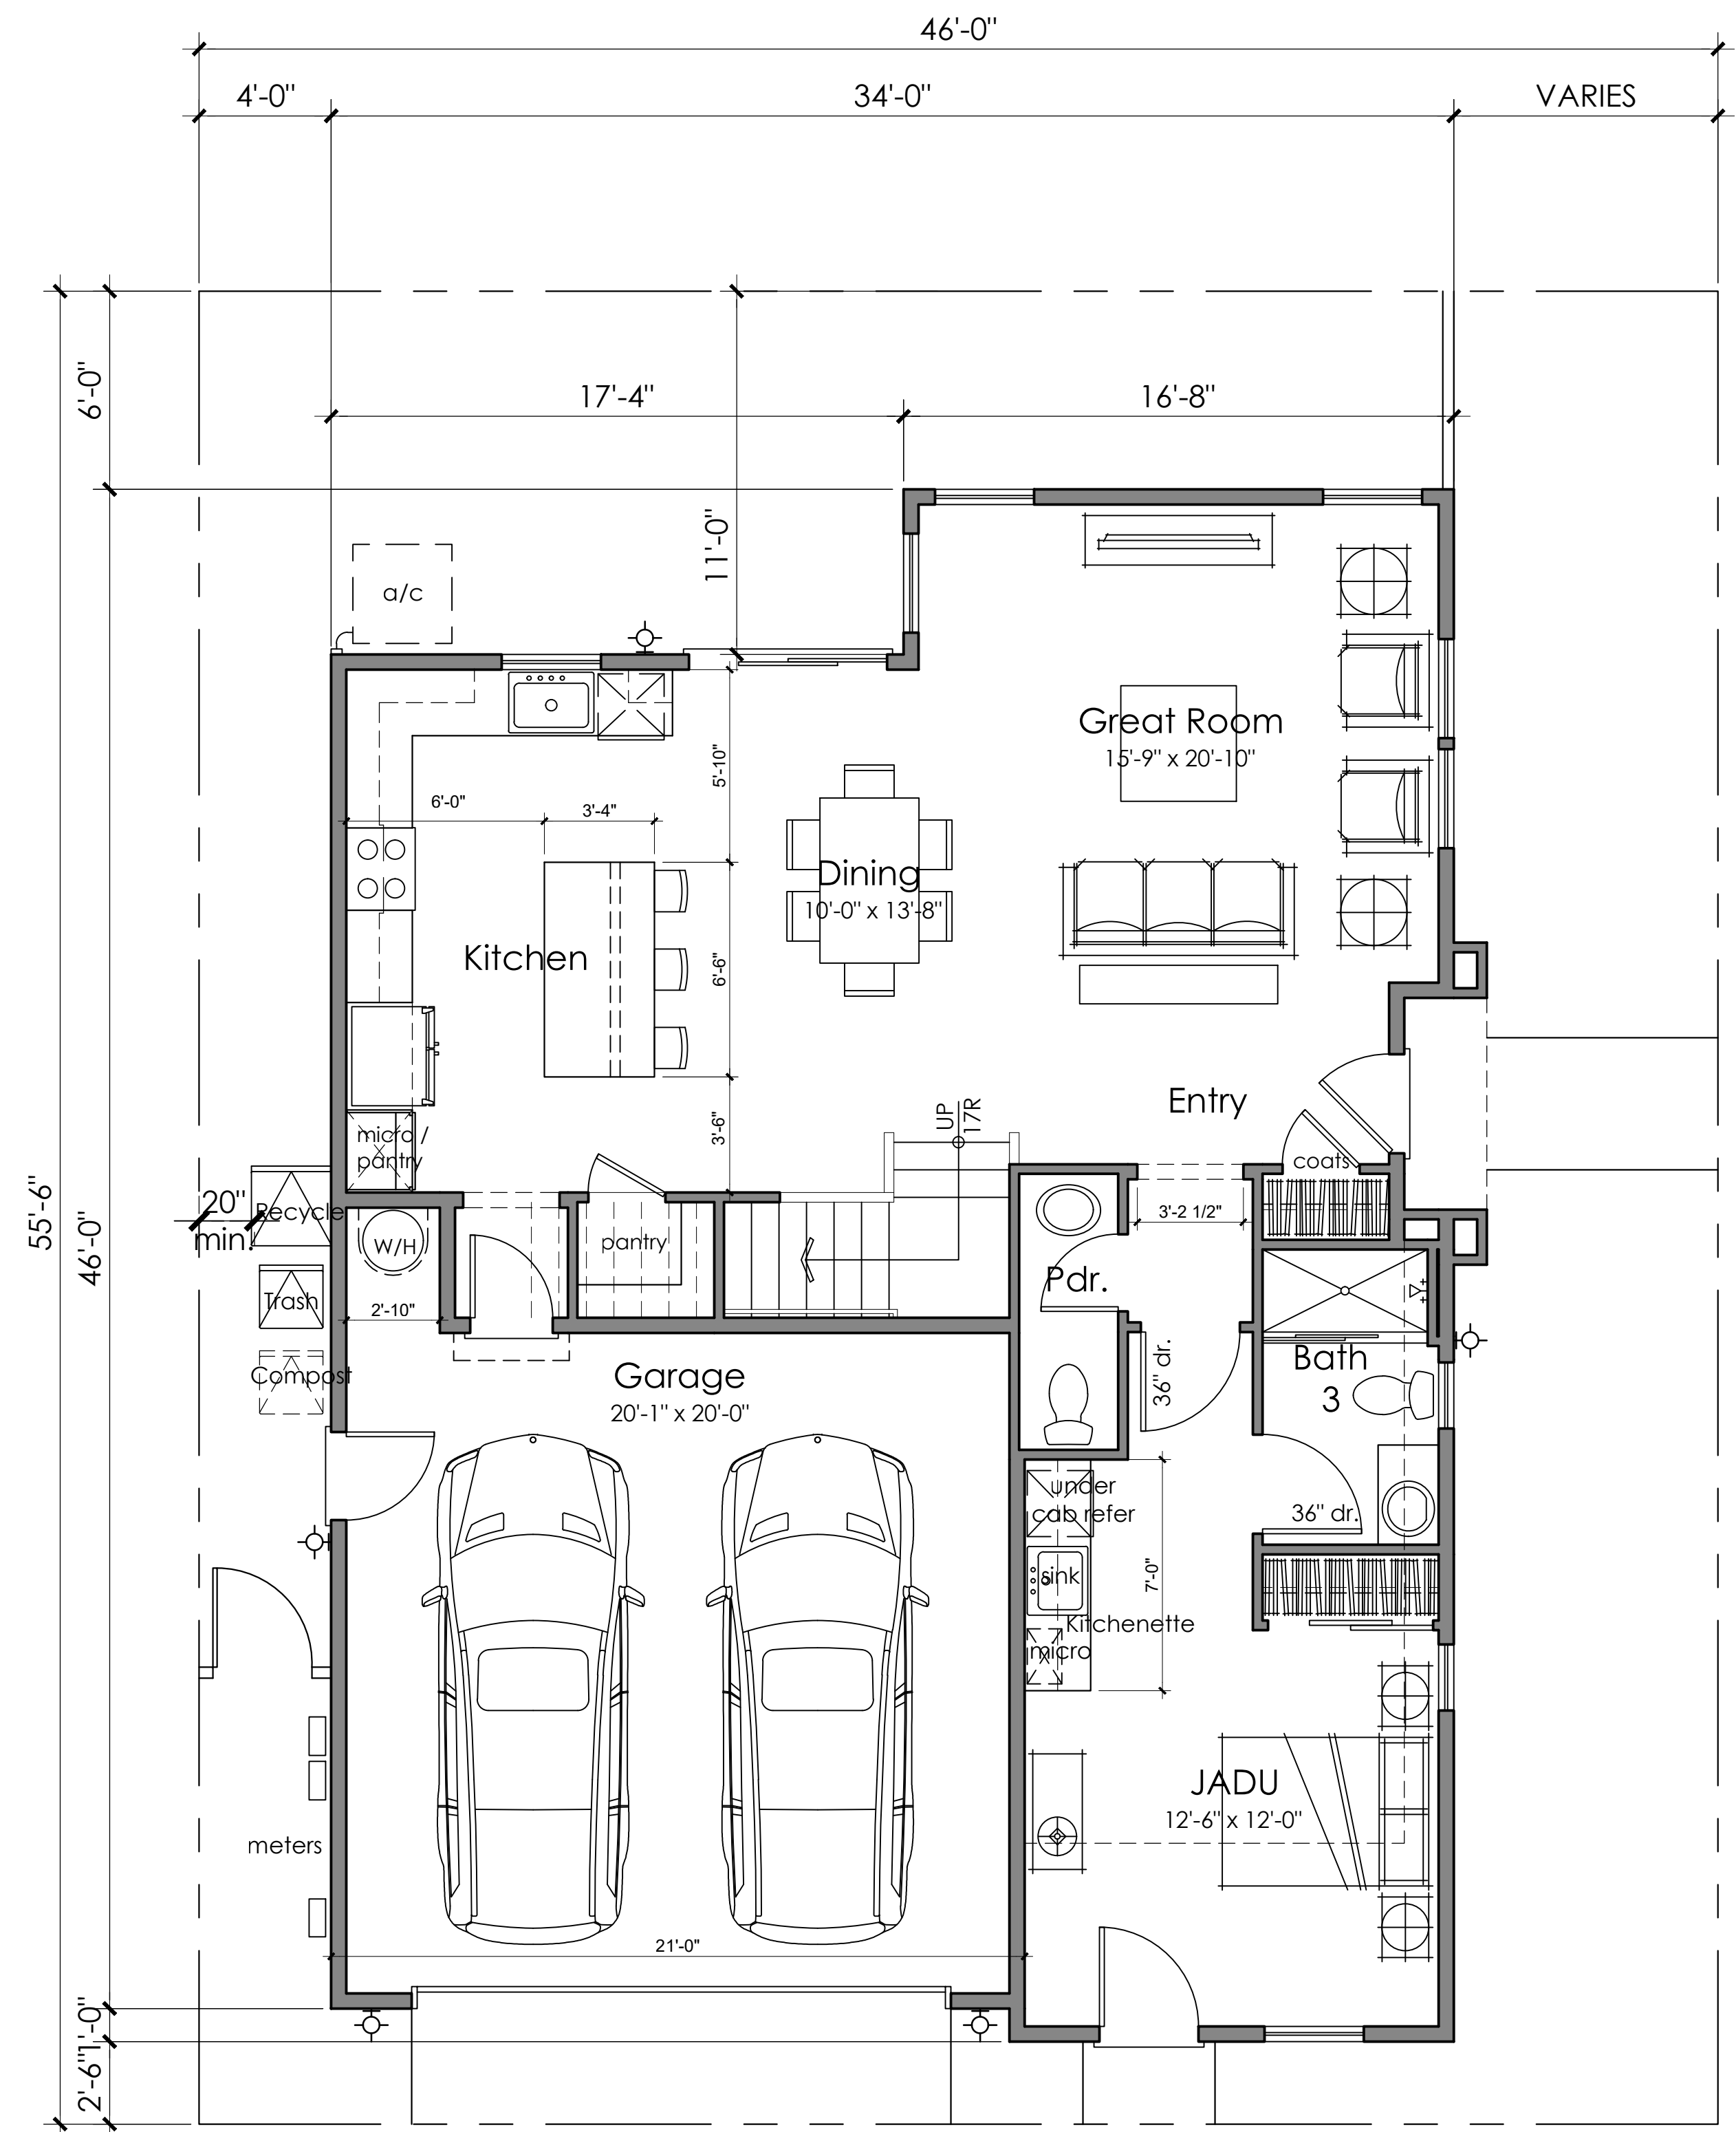 46'-0"
4'-0"
34'-0"
VARIES
6'-0"
17'-4"
16'-8"
11'-0"
a/c
Great Room
15'-9" x 20'-10"
5'-10"
6'-0"
3'-4"
Dining
10'-0" x 13'-8"
Kitchen
6'-6"
Entry
UP
17R
3'-6"
micro /
pantry
coats
55'-6"
46'-0"
20"
min.
Recycle
W/H
pantry
3'-2 1/2"
Pdr.
Trash
2'-10"
Compost
Garage
20'-1" x 20'-0"
36" dr.
Bath
3
under
cab refer
36" dr.
sink
7'-0"
Kitchenette
micro
JADU
12'-6" x 12'-0"
meters
21'-0"
1'-0"
2'-6"